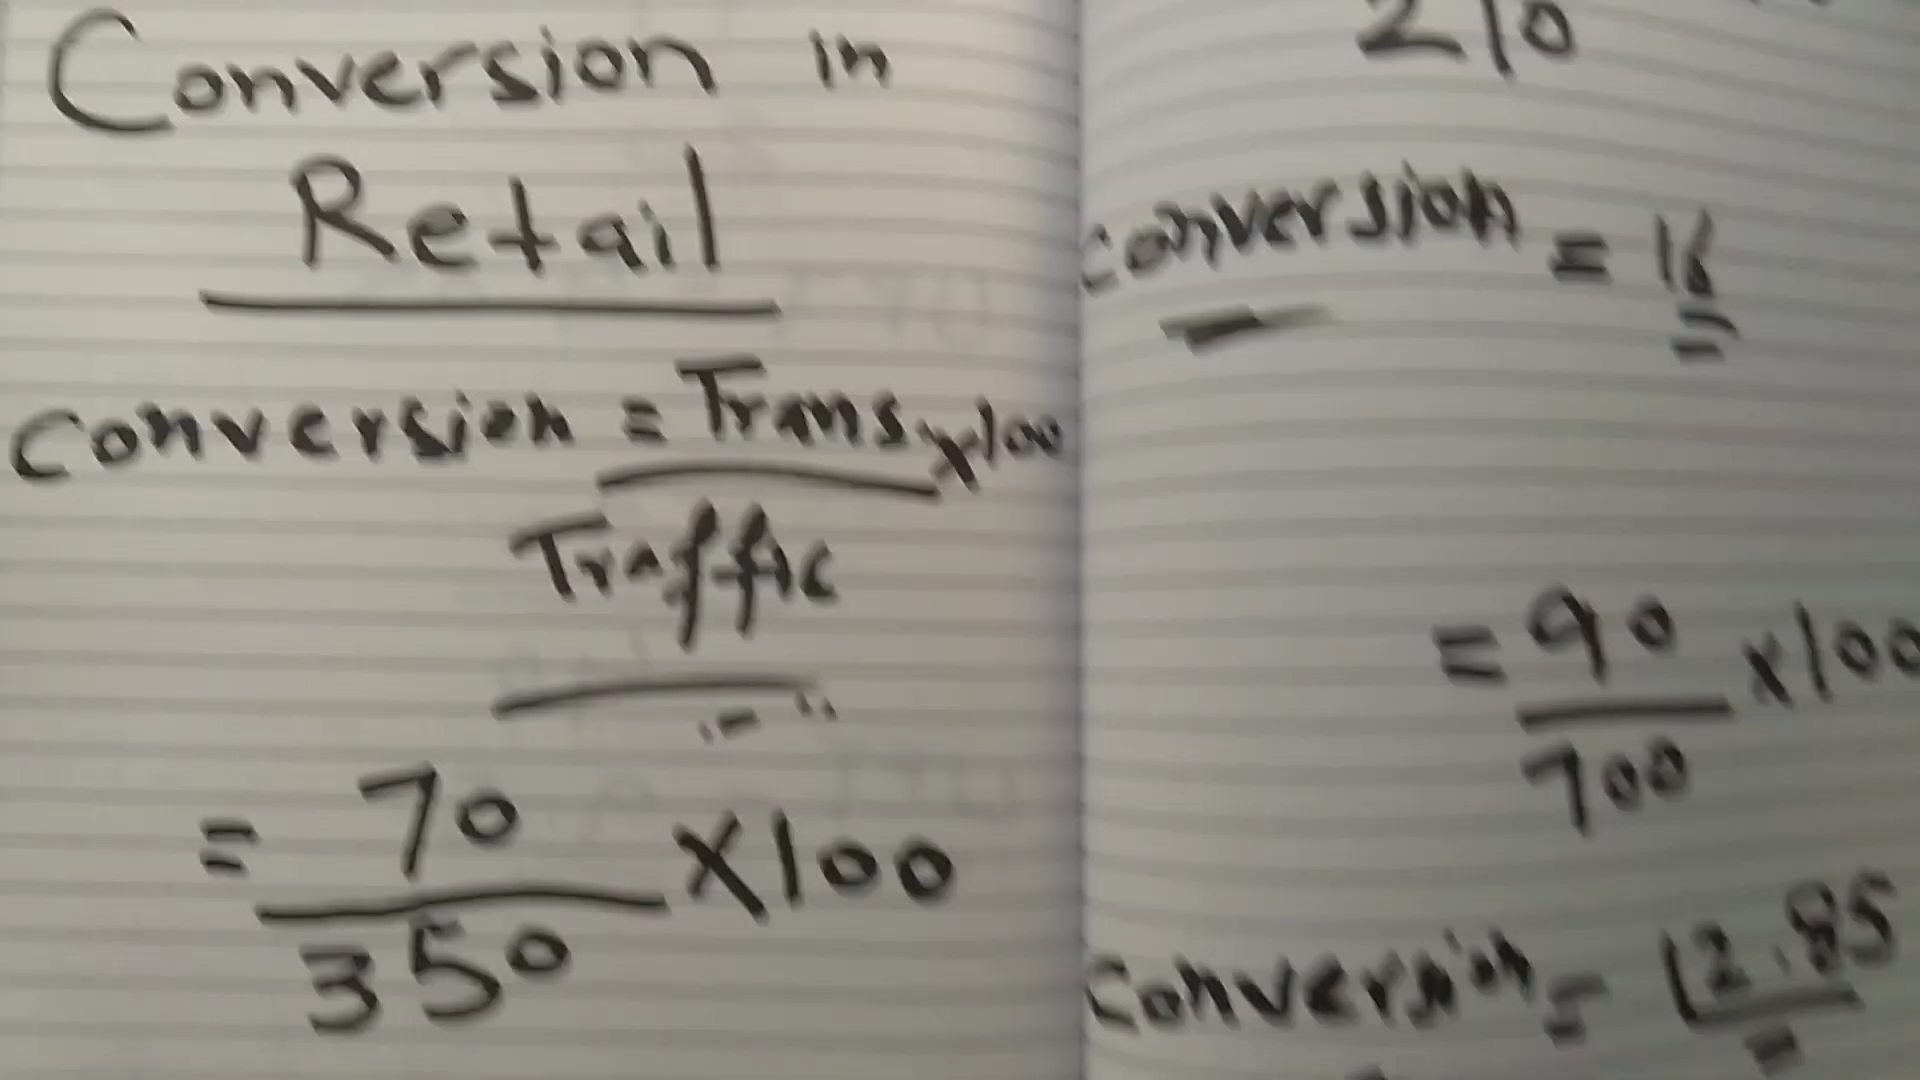 Conversion in
Retail
Conversion = Trans x100
Traffic
= 70 x100
350
210
Conversion = 16
= 90 x100
700
Conversion = 12.85